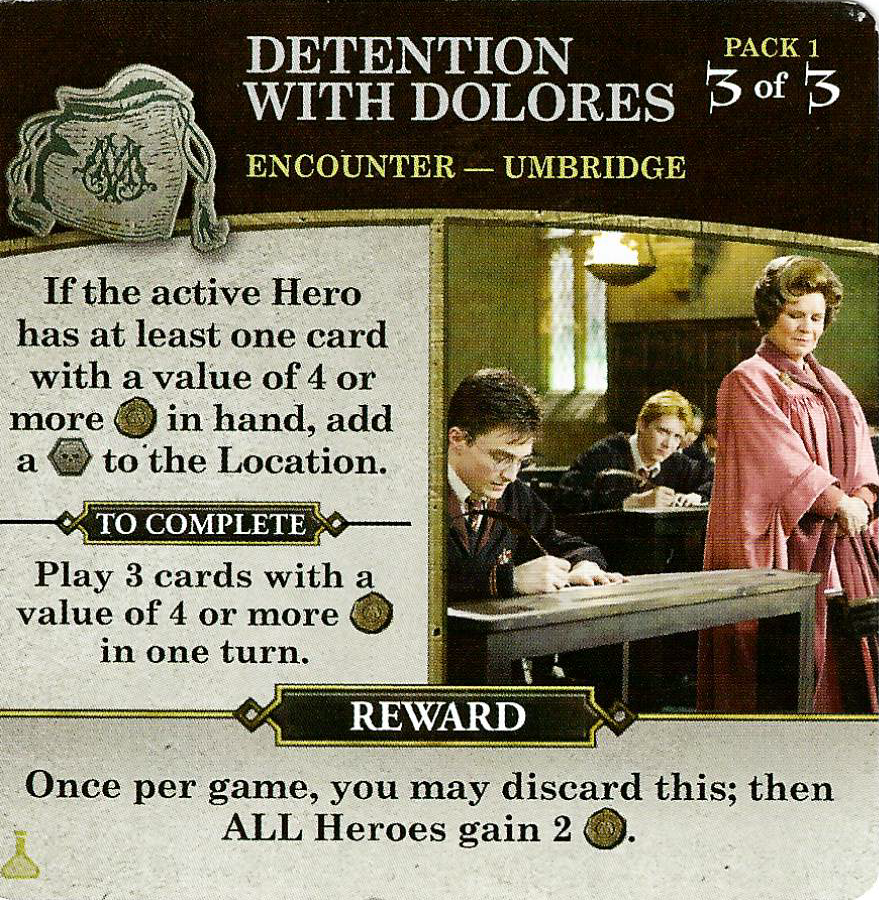 DETENTION
WITH DOLORES
PACK 1
3 of 3
ENCOUNTER — UMBRIDGE
If the active Hero
has at least one card
with a value of 4 or
more in hand, add
a to the Location.
TO COMPLETE
Play 3 cards with a
value of 4 or more
in one turn.
REWARD
Once per game, you may discard this; then
ALL Heroes gain 2 .